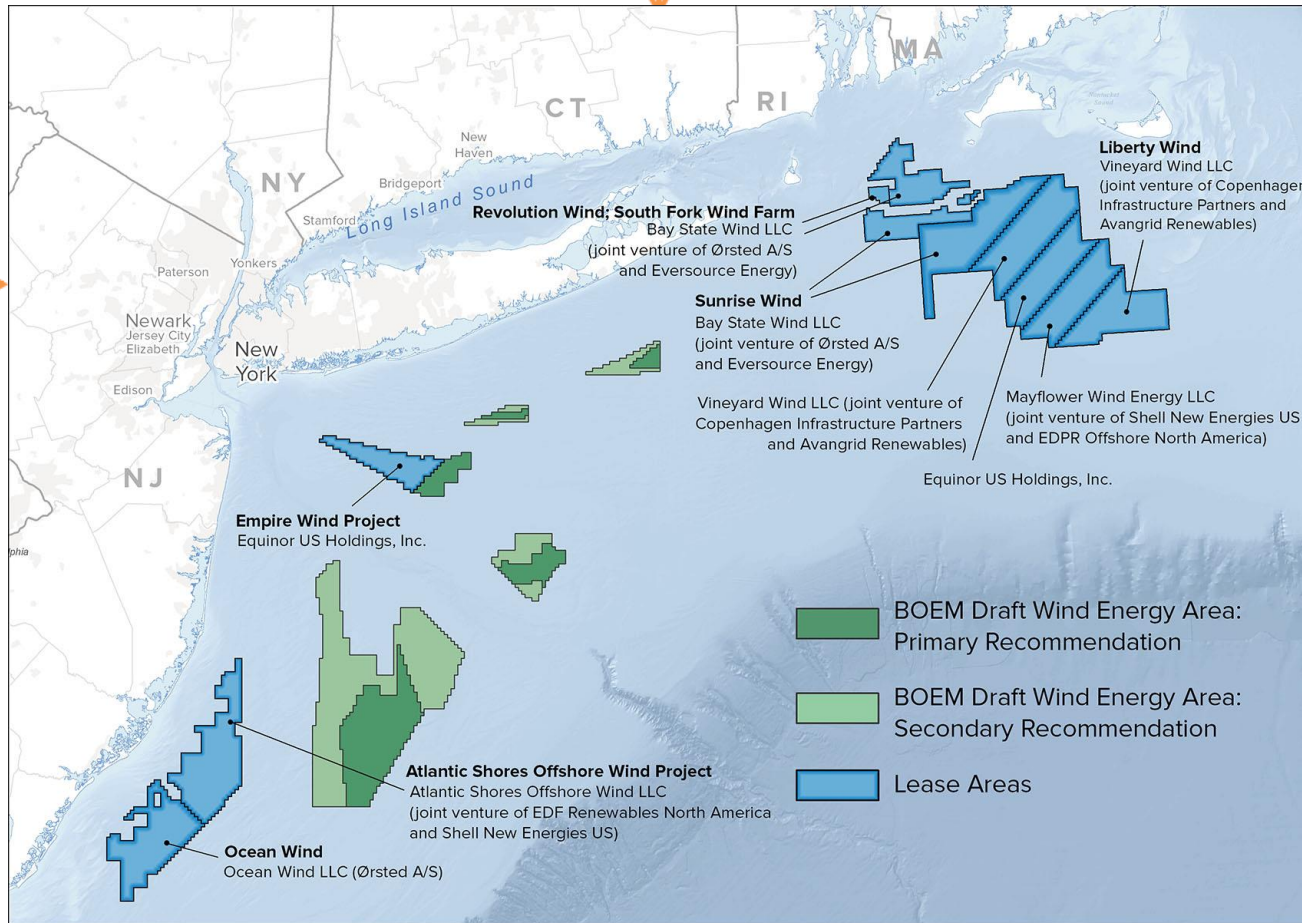 MA
CT
RI
NY
NJ
New
Haven
Bridgeport
Stamford
Long Island Sound
Yonkers
Paterson
Newark
Jersey City
Elizabeth
New
York
Edison
phia
Nantucket
Sound
Liberty Wind
Vineyard Wind LLC
(joint venture of Copenhagen
Infrastructure Partners and
Avangrid Renewables)
Revolution Wind; South Fork Wind Farm
Bay State Wind LLC
(joint venture of Ørsted A/S
and Eversource Energy)
Sunrise Wind
Bay State Wind LLC
(joint venture of Ørsted A/S
and Eversource Energy)
Vineyard Wind LLC (joint venture of
Copenhagen Infrastructure Partners
and Avangrid Renewables)
Mayflower Wind Energy LLC
(joint venture of Shell New Energies US
and EDPR Offshore North America)
Equinor US Holdings, Inc.
Empire Wind Project
Equinor US Holdings, Inc.
BOEM Draft Wind Energy Area:
Primary Recommendation
BOEM Draft Wind Energy Area:
Secondary Recommendation
Lease Areas
Atlantic Shores Offshore Wind Project
Atlantic Shores Offshore Wind LLC
(joint venture of EDF Renewables North America
and Shell New Energies US)
Ocean Wind
Ocean Wind LLC (Ørsted A/S)